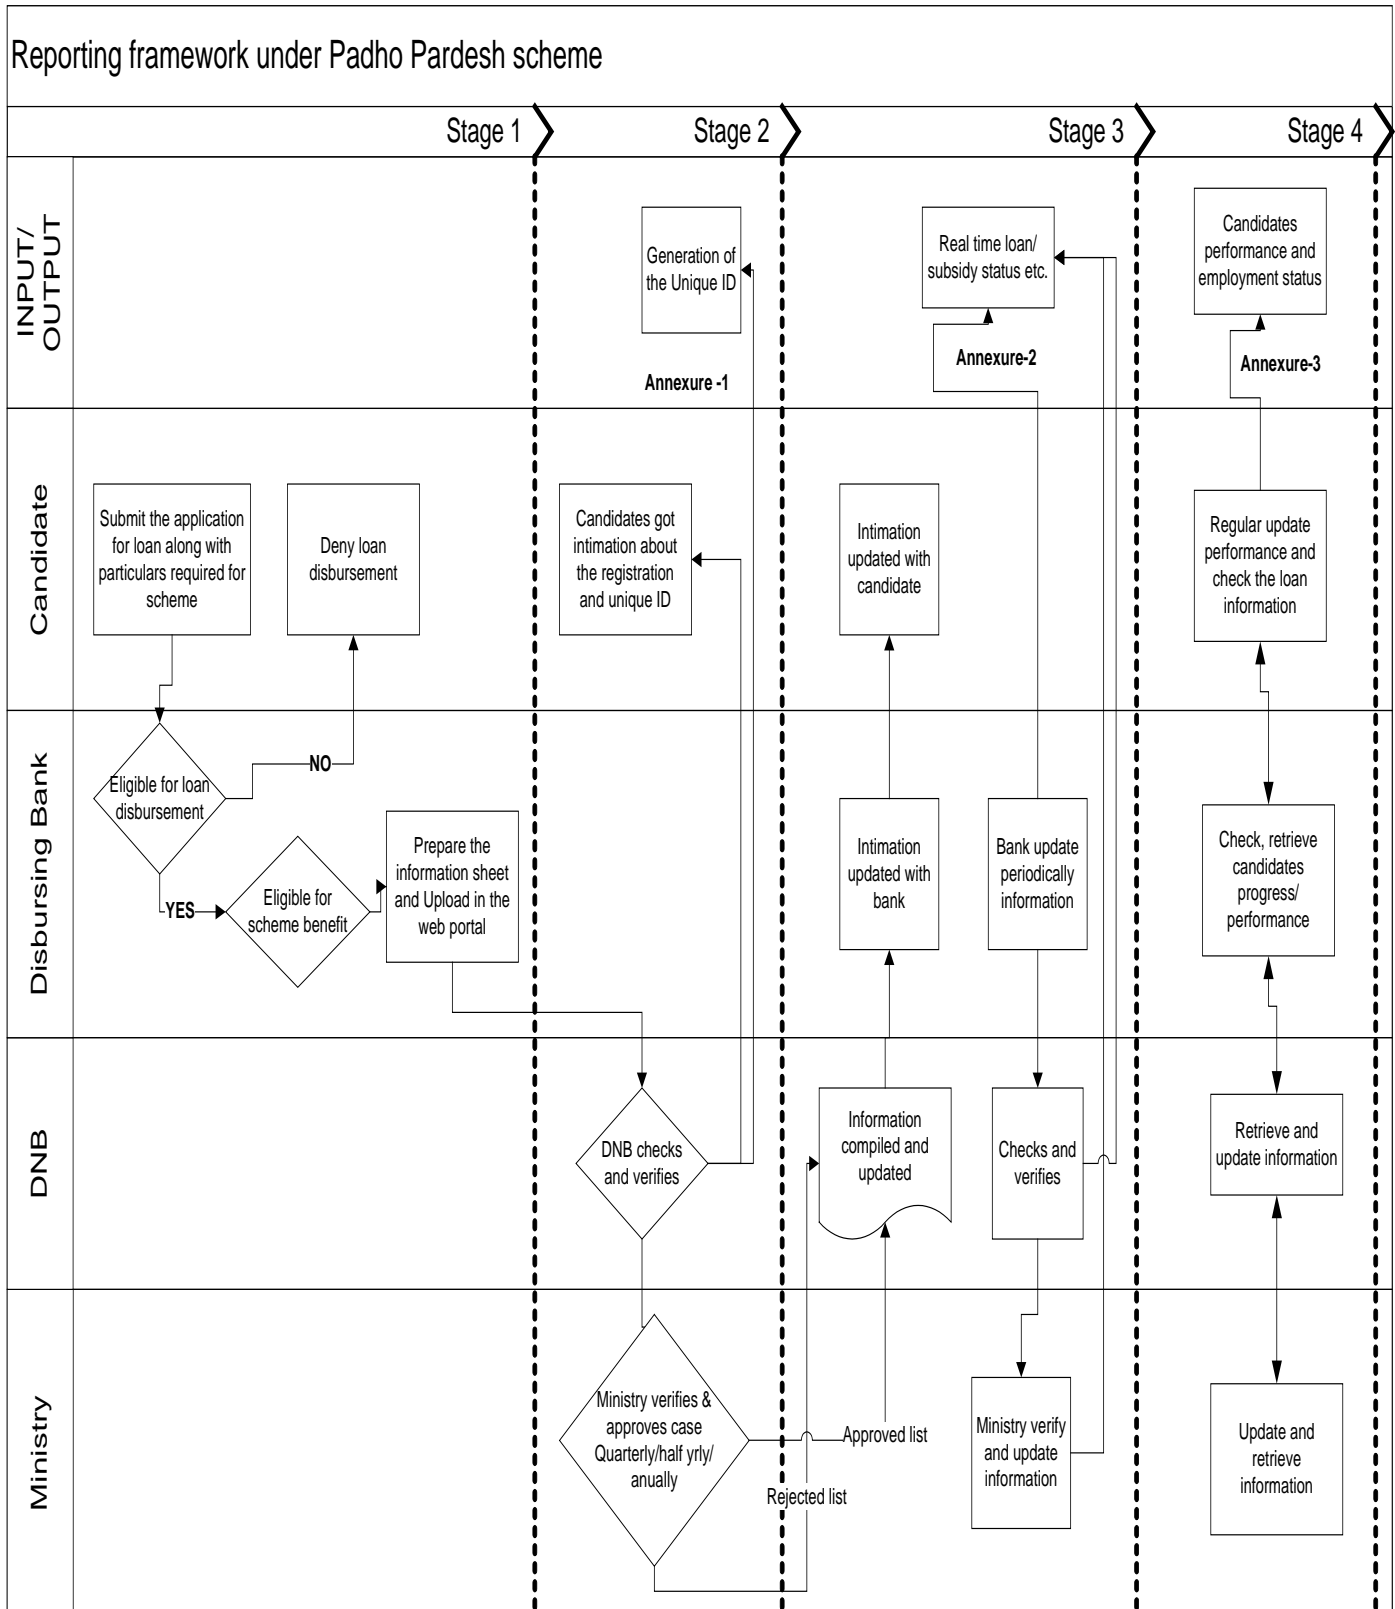 Reporting framework under Padho Pardesh scheme
Stage 1
Stage 2
Stage 3
Stage 4
INPUT/
OUTPUT
Generation of
the Unique ID
Annexure -1
Real time loan/
subsidy status etc.
Annexure-2
Candidates
performance and
employment status
Annexure-3
Candidate
Submit the application
for loan along with
particulars required for
scheme
Deny loan
disbursement
Candidates got
intimation about
the registration
and unique ID
Intimation
updated with
candidate
Regular update
performance and
check the loan
information
Disbursing Bank
Eligible for loan
disbursement
NO
YES
Eligible for
scheme benefit
Prepare the
information sheet
and Upload in the
web portal
Intimation
updated with
bank
Bank update
periodically
information
Check, retrieve
candidates
progress/
performance
DNB
DNB checks
and verifies
Information
compiled and
updated
Checks and
verifies
Retrieve and
update information
Ministry
Ministry verifies &
approves case
Quarterly/half yrly/
anually
Approved list
Rejected list
Ministry verify
and update
information
Update and
retrieve
information